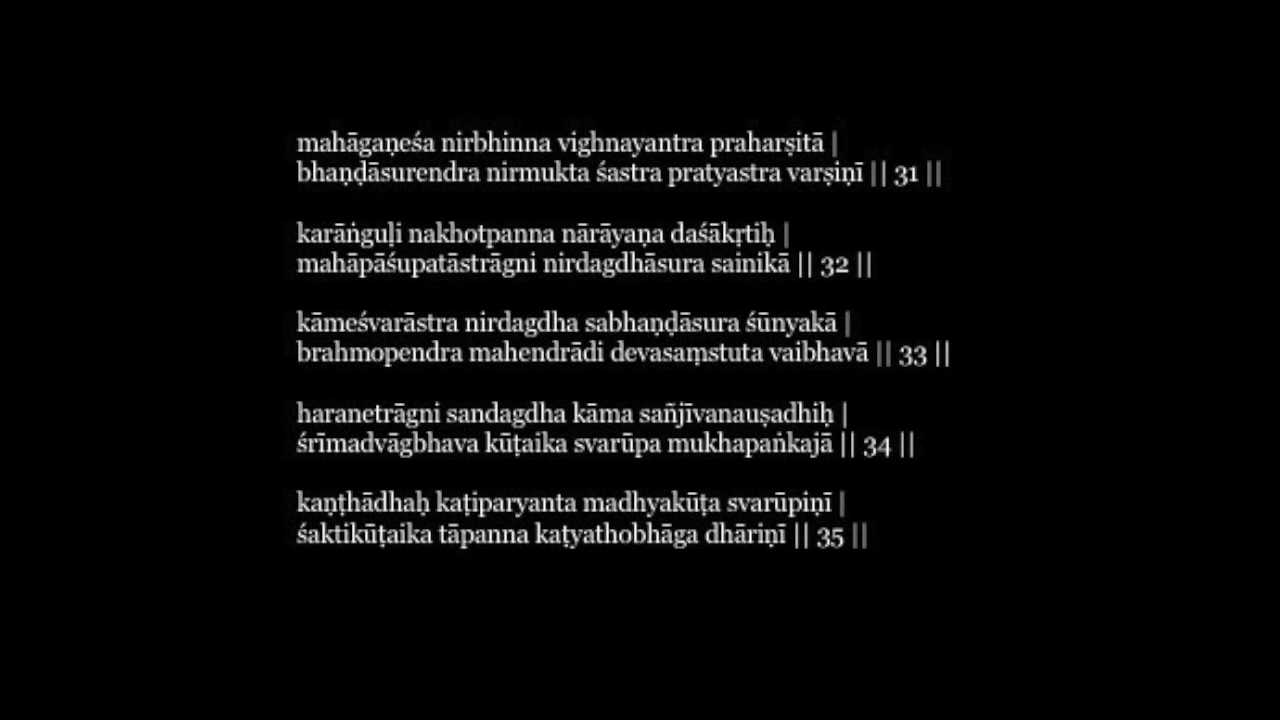 mahāgaṇeśa nirbhinna vighnayantra praharṣitā |
bhaṇḍāsurendra nirmukta śastra pratyastra varṣiṇī || 31 ||
karāṅguḷi nakhotpanna nārāyaṇa daśākṛtiḥ |
mahāpāśupatāstrāgni nirdagdhāsura sainikā || 32 ||
kāmeśvarāstra nirdagdha sabhaṇḍāsura śūnyakā |
brahmopendra mahendrādi devasaṃstuta vaibhavā || 33 ||
haranetrāgni sandagdha kāma sañjīvanauṣadhiḥ |
śrīmadvāgbhava kūṭaika svarūpa mukhapaṅkajā || 34 ||
kaṇṭhādhaḥ kaṭiparyanta madhyakūṭa svarūpiṇī |
śaktikūṭaika tāpanna kaṭyathobhāga dhāriṇī || 35 ||